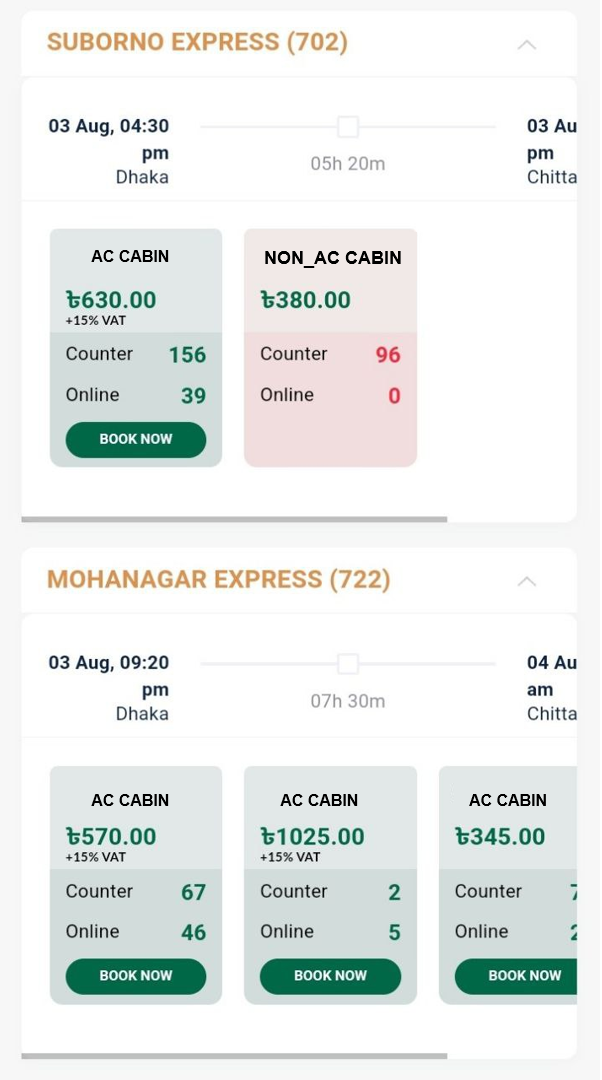 SUBORNO EXPRESS (702)
03 Aug, 04:30
pm
Dhaka
05h 20m
03 Au
pm
Chitta
AC CABIN
৳630.00
+15% VAT
Counter 156
Online 39
BOOK NOW
NON_AC CABIN
৳380.00
Counter 96
Online 0
MOHANAGAR EXPRESS (722)
03 Aug, 09:20
pm
Dhaka
07h 30m
04 Au
am
Chitta
AC CABIN
৳570.00
+15% VAT
Counter 67
Online 46
BOOK NOW
AC CABIN
৳1025.00
+15% VAT
Counter 2
Online 5
BOOK NOW
AC CABIN
৳345.00
Counter
Online
BOOK NOW